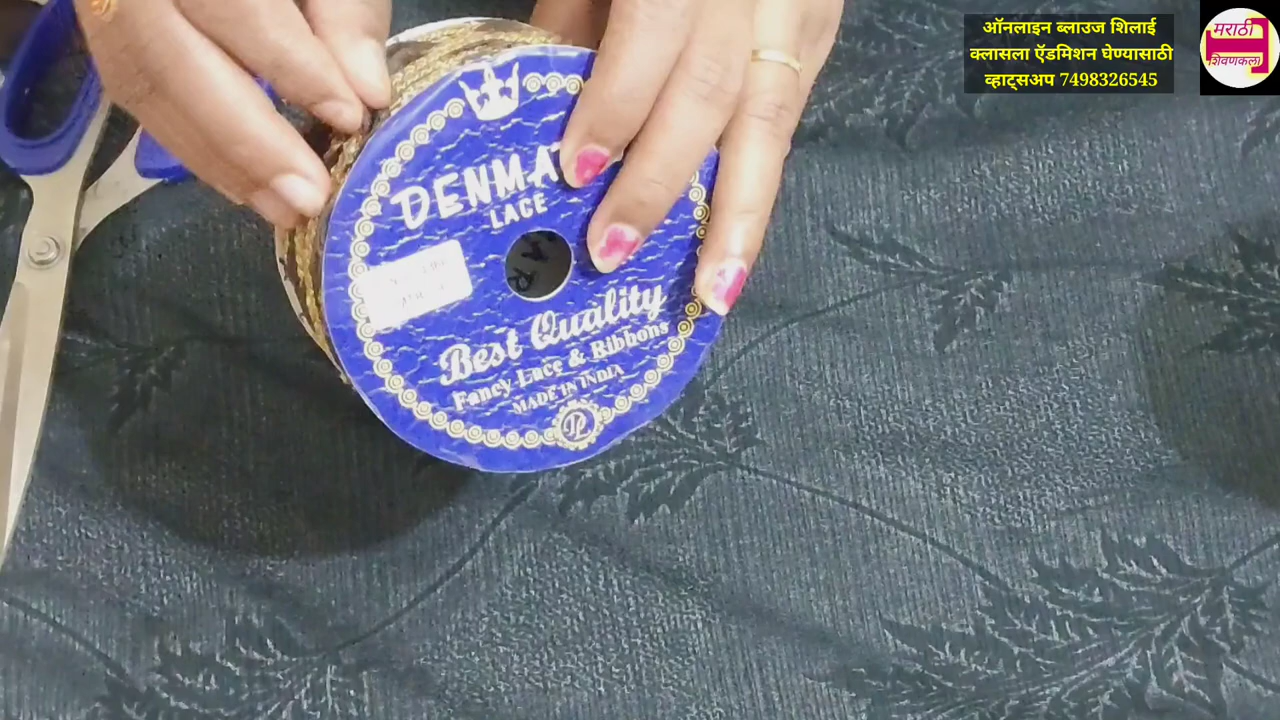 ऑनलाइन ब्लाउज शिलाई
क्लासला ऍडमिशन घेण्यासाठी
व्हाट्सअप 7498326545
मराठी
शिवणकला
DENMA
LACE
Best Quality
Fancy Lace & Ribbons
MADE IN INDIA